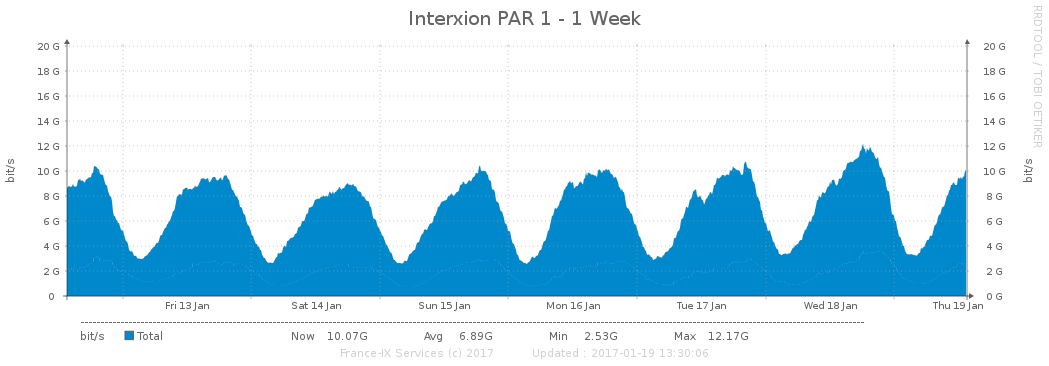 Interxion PAR 1 - 1 Week
RRDTOOL / TOBI OETIKER
bit/s
bit/s
20 G 20 G
18 G 18 G
16 G 16 G
14 G 14 G
12 G 12 G
10 G 10 G
8 G 8 G
6 G 6 G
4 G 4 G
2 G 2 G
0 0 G
Fri 13 Jan Sat 14 Jan Sun 15 Jan Mon 16 Jan Tue 17 Jan Wed 18 Jan Thu 19 Jan
bit/s Total Now 10.07G Avg 6.89G Min 2.53G Max 12.17G
France-IX Services (c) 2017 Updated : 2017-01-19 13:30:06